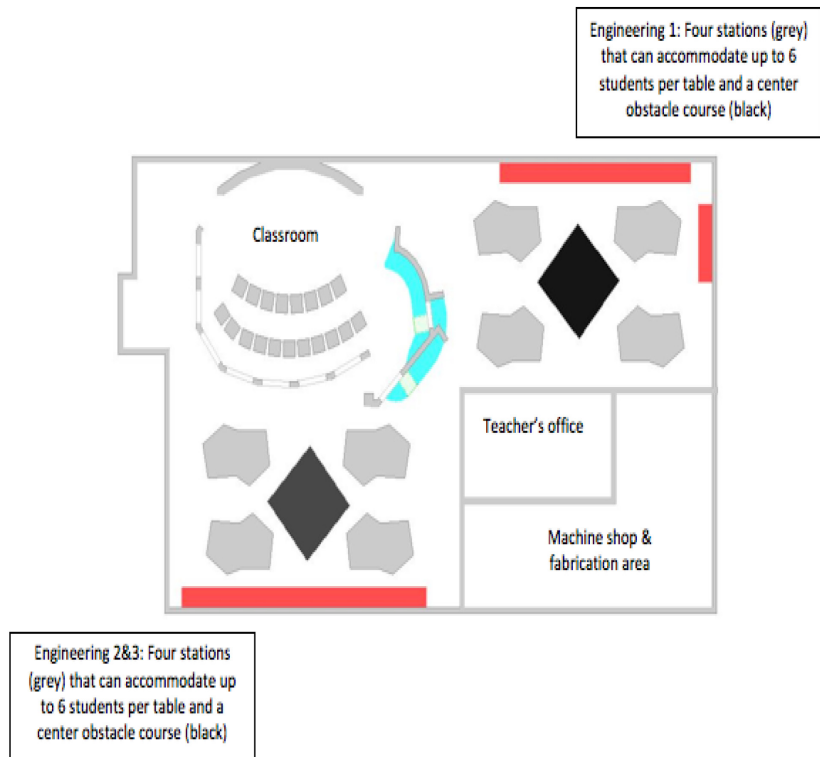 Engineering 1: Four stations (grey)
that can accommodate up to 6
students per table and a center
obstacle course (black)
Classroom
Teacher's office
Machine shop &
fabrication area
Engineering 2&3: Four stations
(grey) that can accommodate up
to 6 students per table and a
center obstacle course (black)